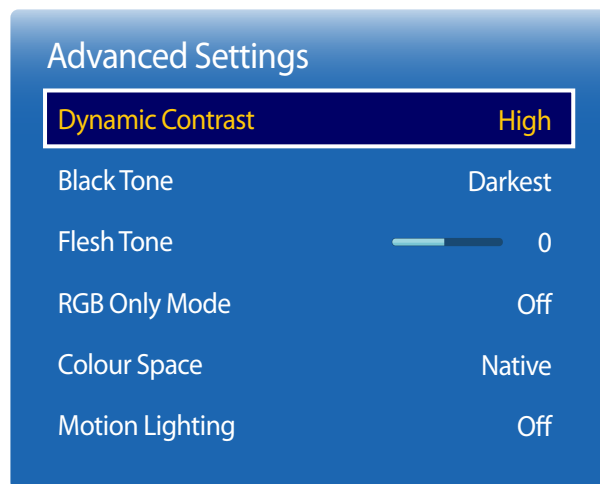 Advanced Settings
Dynamic Contrast High
Black Tone Darkest
Flesh Tone 0
RGB Only Mode Off
Colour Space Native
Motion Lighting Off